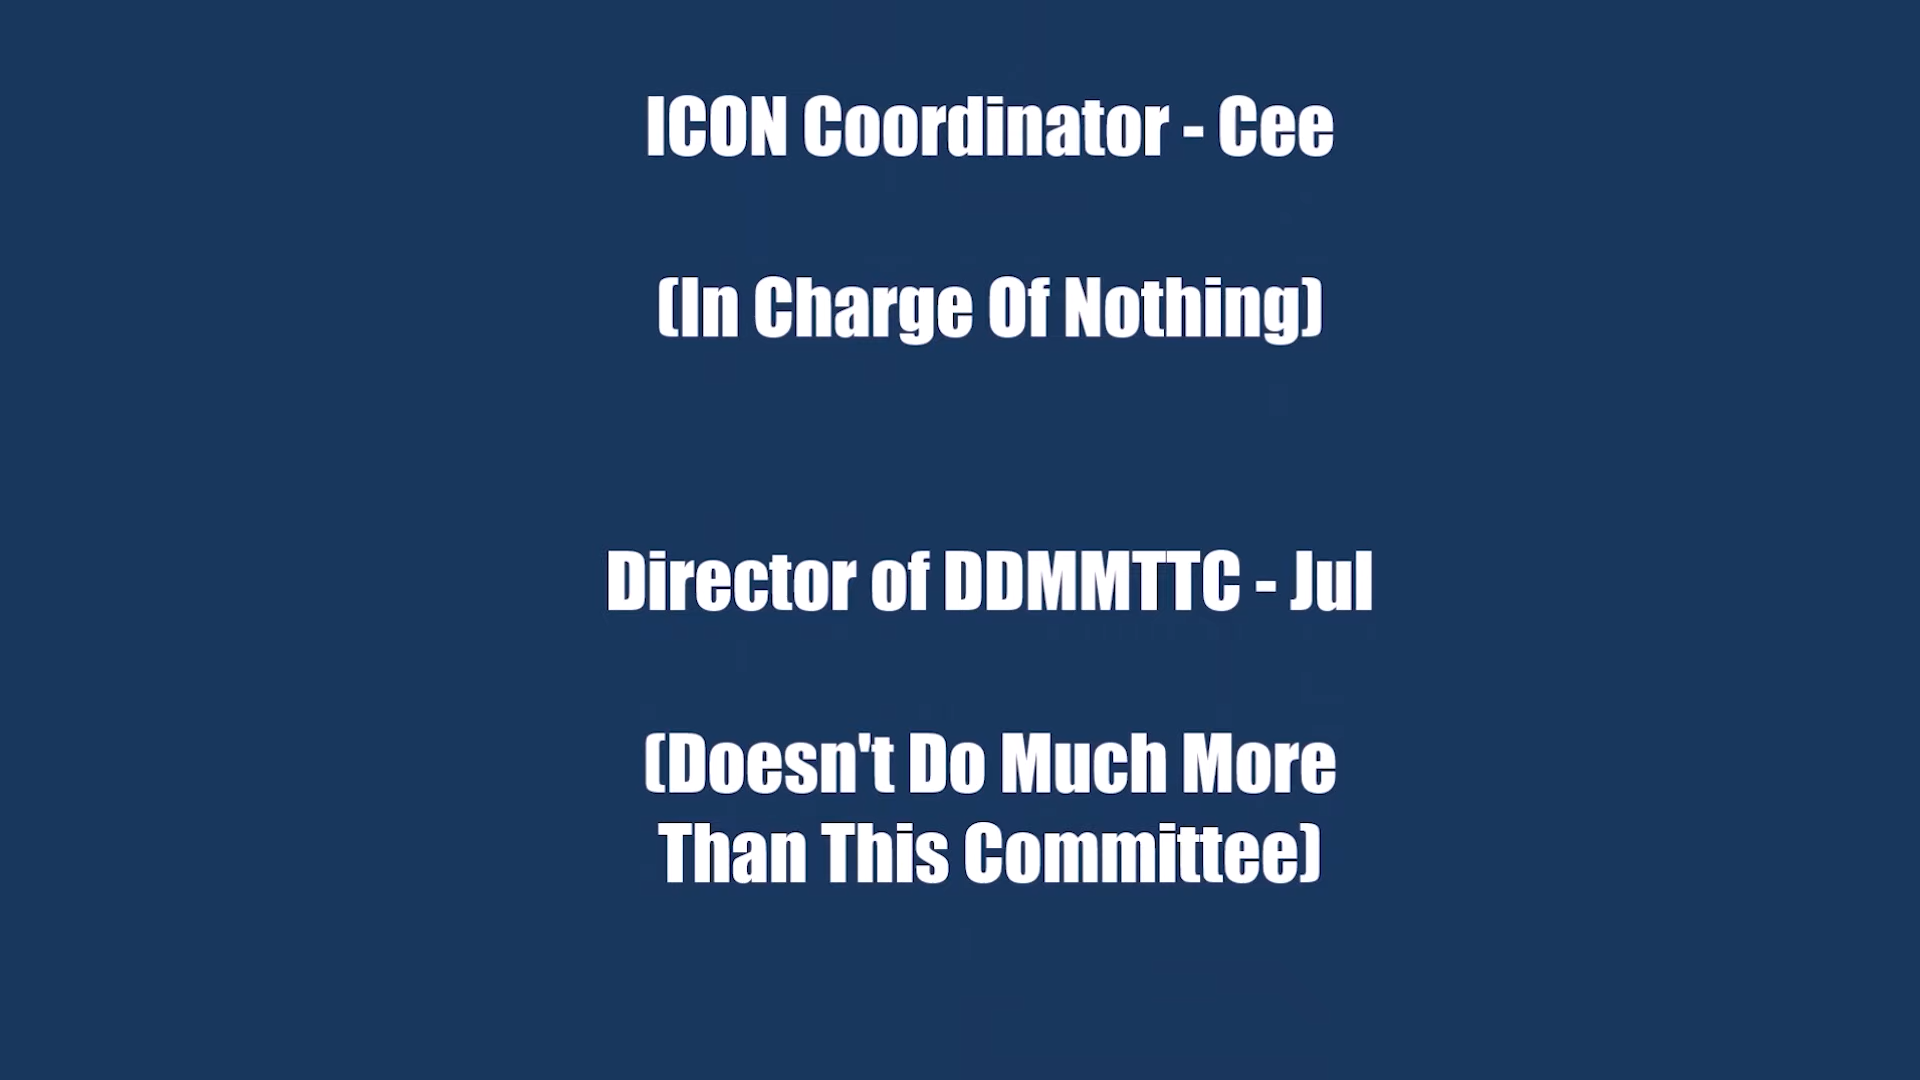 ICON Coordinator - Cee
(In Charge Of Nothing)
Director of DDMMTTC - Jul
(Doesn't Do Much More
Than This Committee)